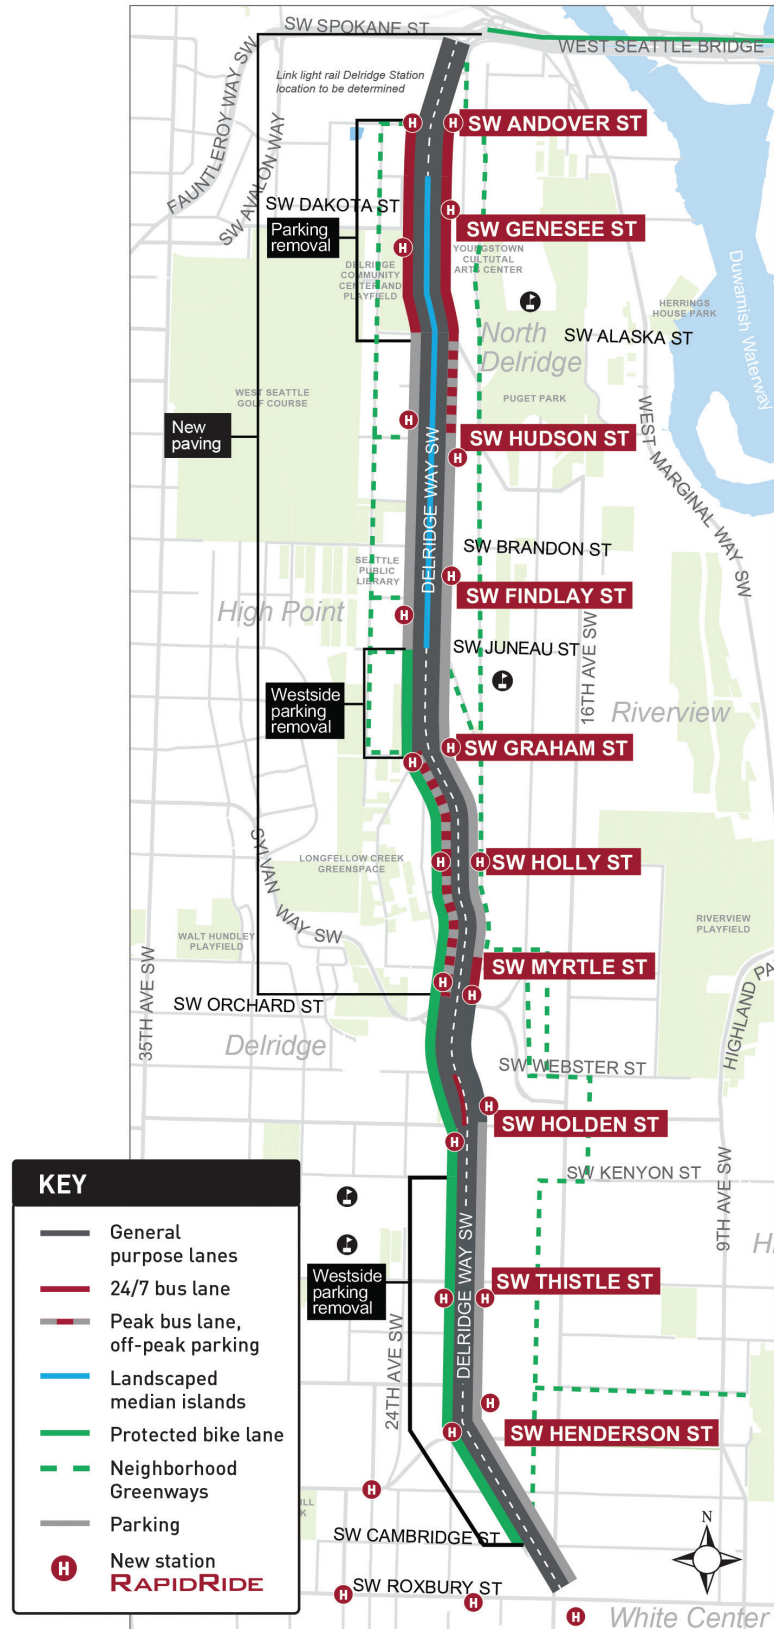 SW SPOKANE ST
WEST SEATTLE BRIDGE
Link light rail Delridge Station
location to be determined
FAUNTLEROY WAY SW
SW AVALON WAY
SW ANDOVER ST
SW DAKOTA ST
Parking
removal
SW GENESEE ST
YOUNGSTOWN
CULTUTAL
ARTS CENTER
DELRIDGE
COMMUNITY
CENTER AND
PLAYFIELD
Duwamish Waterway
HERRINGS
HOUSE PARK
North
Delridge
SW ALASKA ST
WEST SEATTLE
GOLF COURSE
PUGET PARK
New
paving
SW HUDSON ST
WEST MARGINAL WAY SW
DELRIDGE WAY SW
SW BRANDON ST
SEATTLE
PUBLIC
LIBRARY
SW FINDLAY ST
High Point
SW JUNEAU ST
16TH AVE SW
Westside
parking
removal
Riverview
SW GRAHAM ST
SYLVAN WAY SW
LONGFELLOW CREEK
GREENSPACE
SW HOLLY ST
RIVERVIEW
PLAYFIELD
WALT HUNDLEY
PLAYFIELD
SW MYRTLE ST
35TH AVE SW
SW ORCHARD ST
HIGHLAND PA
Delridge
SW WEBSTER ST
SW HOLDEN ST
SW KENYON ST
9TH AVE SW
Westside
parking
removal
DELRIDGE WAY SW
SW THISTLE ST
24TH AVE SW
SW HENDERSON ST
SW CAMBRIDGE ST
N
SW ROXBURY ST
White Center
KEY
General
purpose lanes
24/7 bus lane
Peak bus lane,
off-peak parking
Landscaped
median islands
Protected bike lane
Neighborhood
Greenways
Parking
H New station
RAPIDRIDE